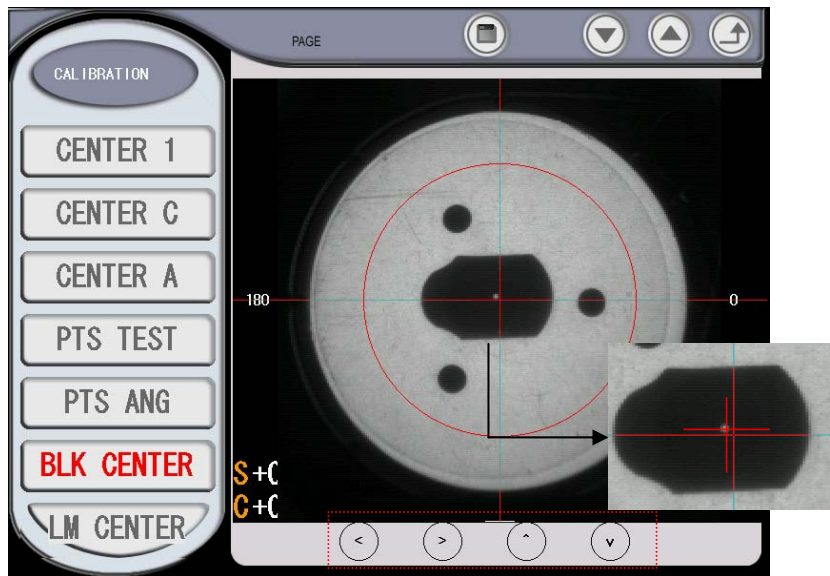 PAGE
CALIBRATION
CENTER 1
CENTER C
CENTER A
PTS TEST
PTS ANG
BLK CENTER
LM CENTER
180
0
S+(
C+(
< > ^ v